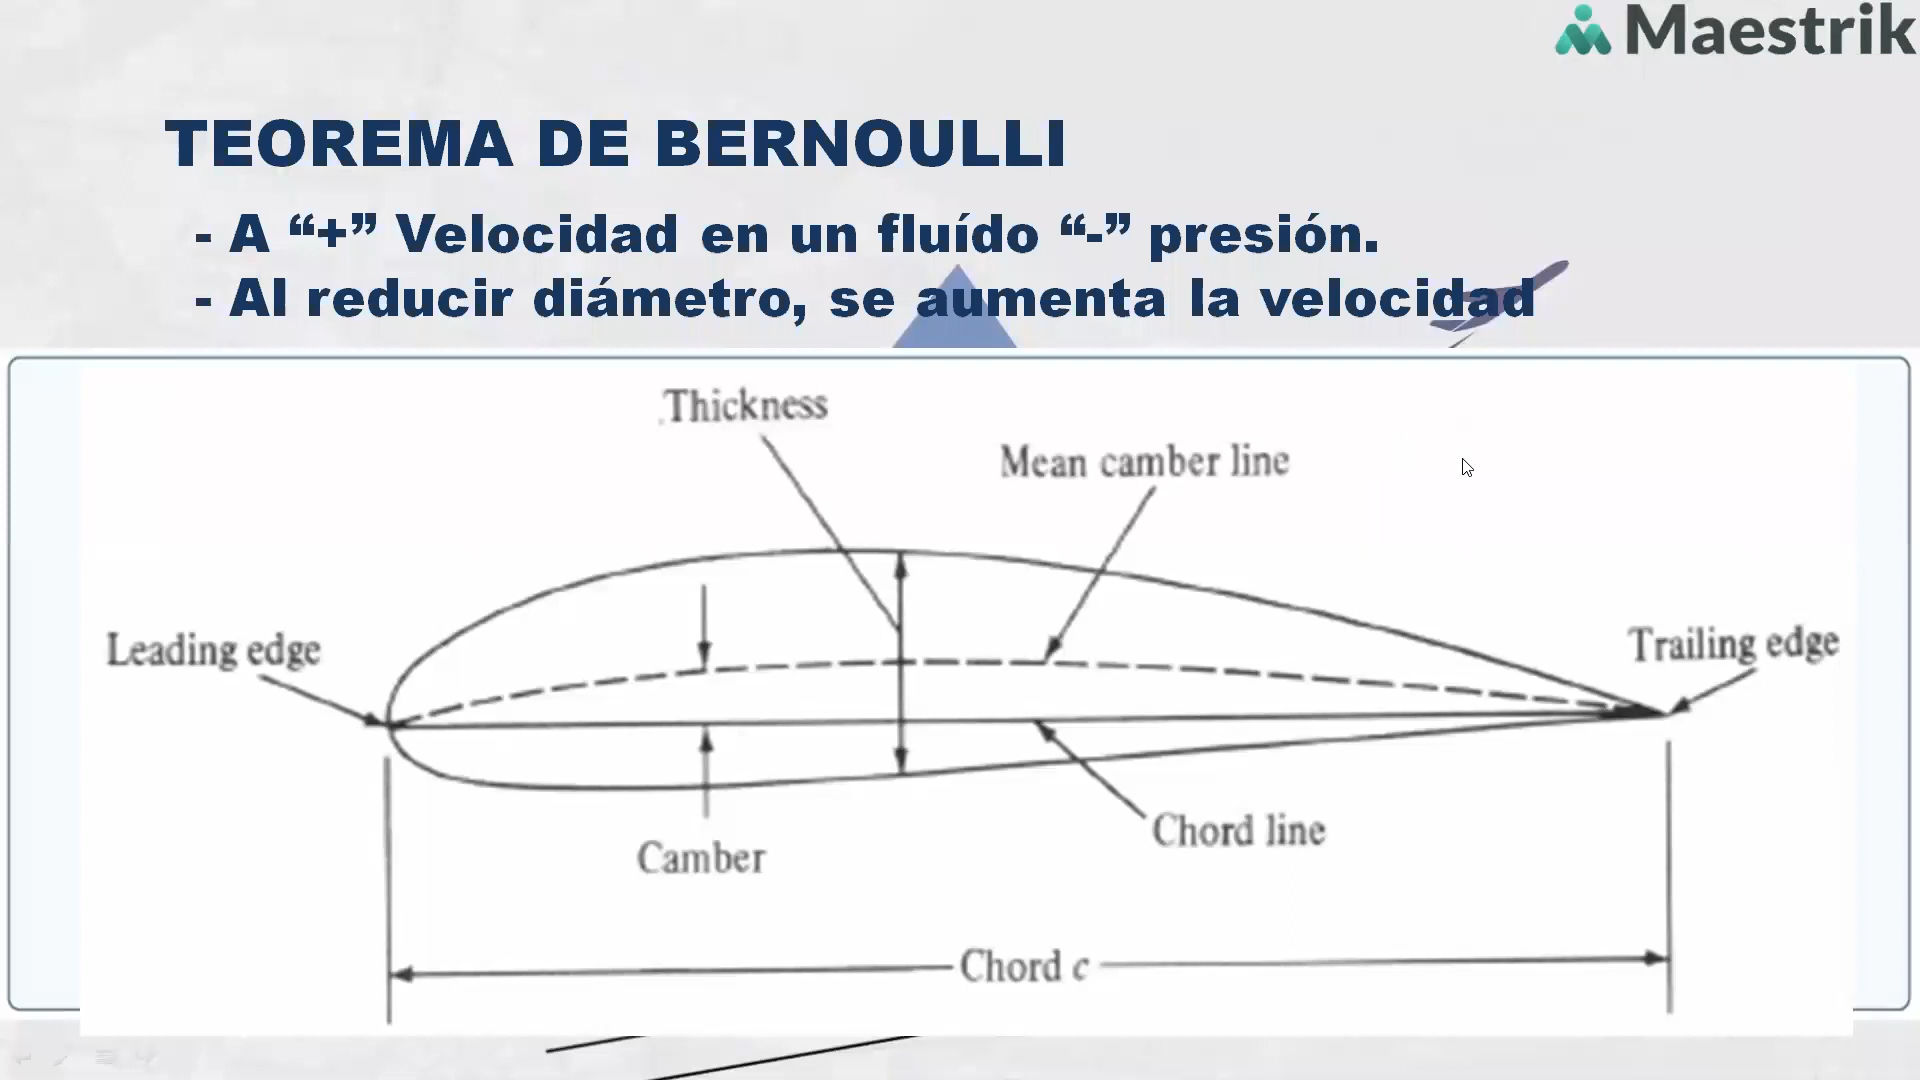 Maestrik
TEOREMA DE BERNOULLI
- A “+” Velocidad en un fluído “-” presión.
- Al reducir diámetro, se aumenta la velocidad
Thickness
Mean camber line
Leading edge
Trailing edge
Chord line
Camber
Chord c